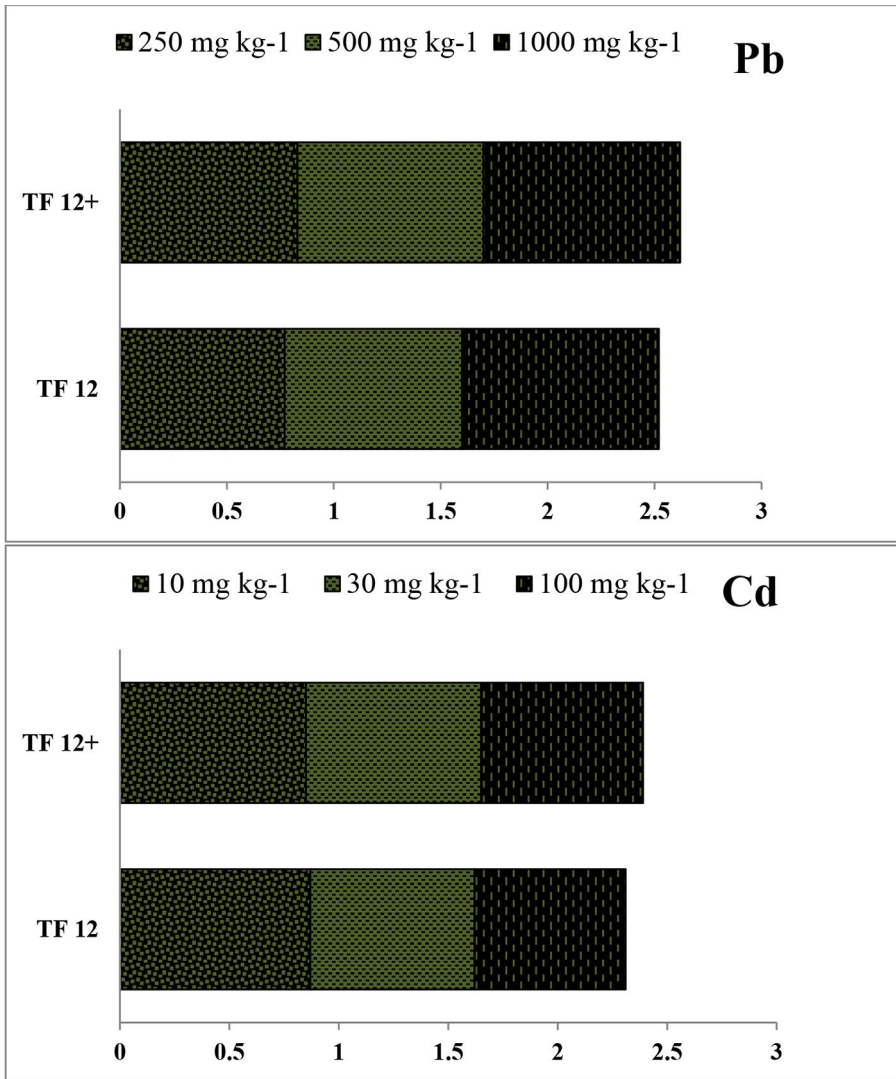 250 mg kg-1 500 mg kg-1 1000 mg kg-1
Pb
TF 12+
TF 12
0 0.5 1 1.5 2 2.5 3
10 mg kg-1 30 mg kg-1 100 mg kg-1
Cd
TF 12+
TF 12
0 0.5 1 1.5 2 2.5 3